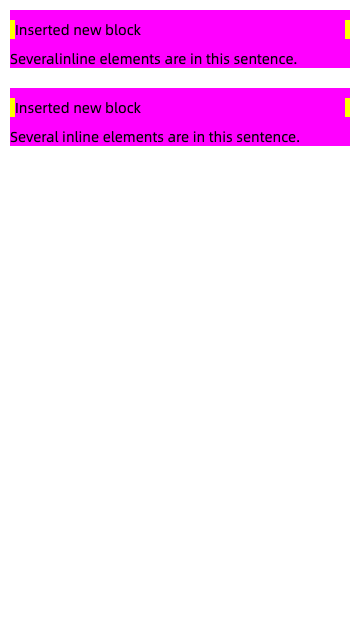 Inserted new block
Severalinline elements are in this sentence.
Inserted new block
Several inline elements are in this sentence.